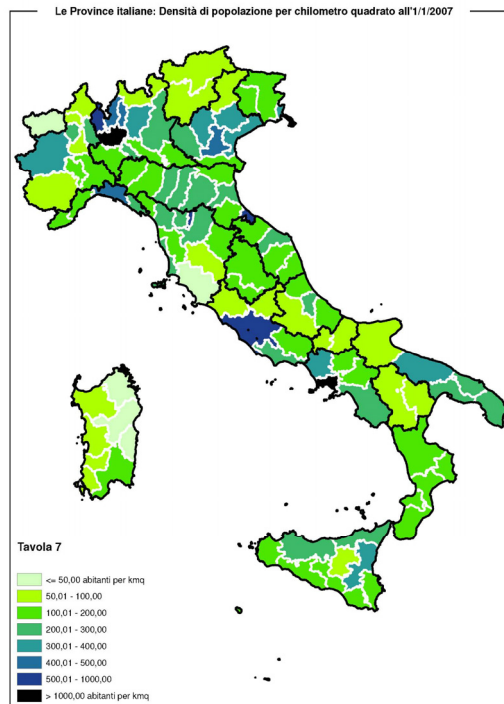 Le Province italiane: Densità di popolazione per chilometro quadrato all'1/1/2007
Tavola 7
<= 50,00 abitanti per kmq
50,01 - 100,00
100,01 - 200,00
200,01 - 300,00
300,01 - 400,00
400,01 - 500,00
500,01 - 1000,00
> 1000,00 abitanti per kmq